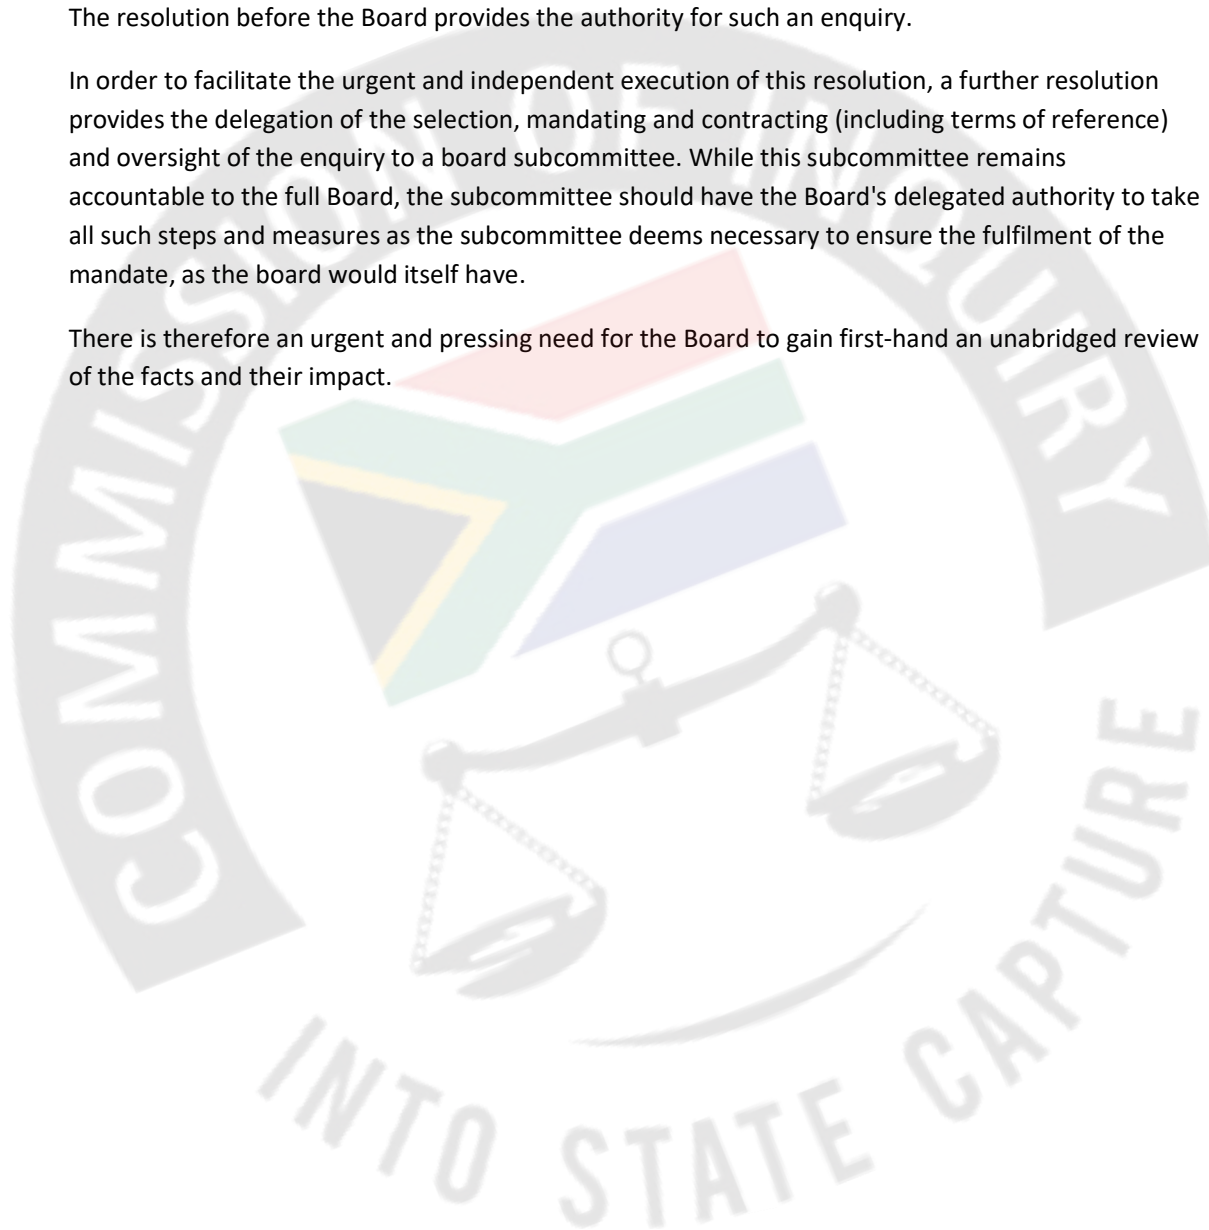 The resolution before the Board provides the authority for such an enquiry.
In order to facilitate the urgent and independent execution of this resolution, a further resolution
provides the delegation of the selection, mandating and contracting (including terms of reference)
and oversight of the enquiry to a board subcommittee. While this subcommittee remains
accountable to the full Board, the subcommittee should have the Board's delegated authority to take
all such steps and measures as the subcommittee deems necessary to ensure the fulfilment of the
mandate, as the board would itself have.
There is therefore an urgent and pressing need for the Board to gain first-hand an unabridged review
of the facts and their impact.
COMMISSION OF INQUIRY
INTO STATE CAPTURE